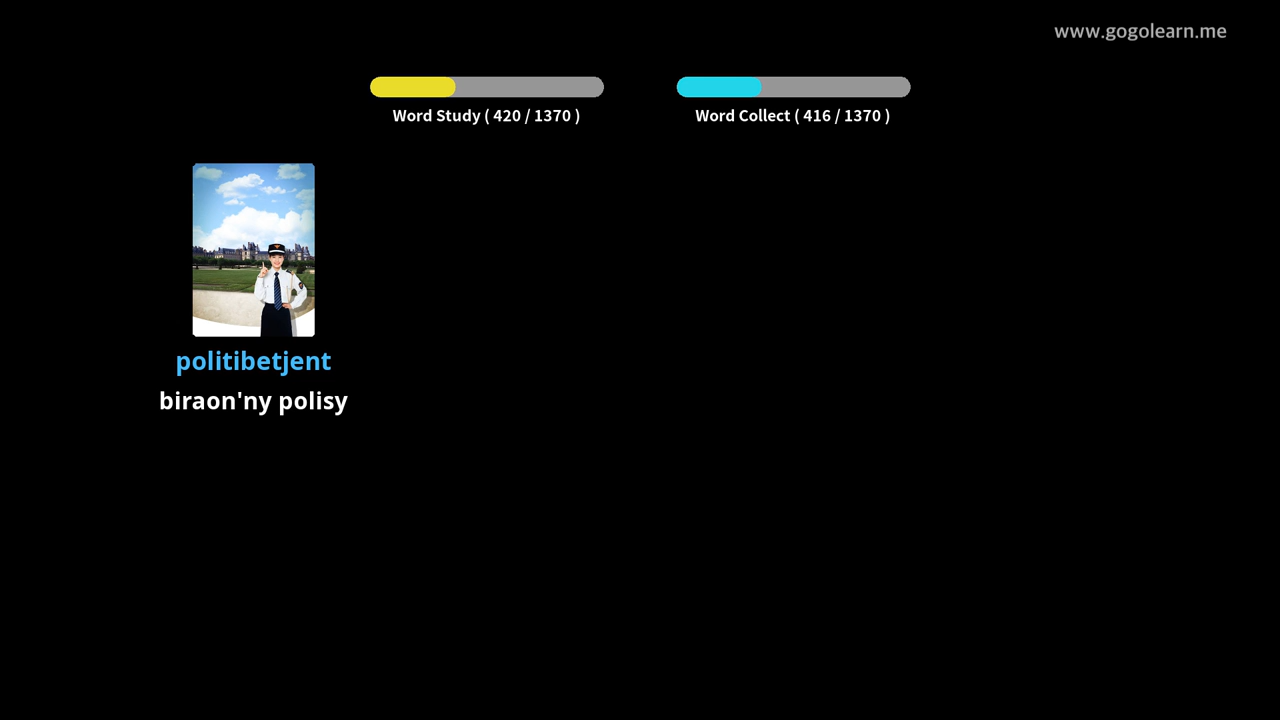 www.gogolearn.me
Word Study ( 420 / 1370 )
Word Collect ( 416 / 1370 )
politibetjent
biraon'ny polisy